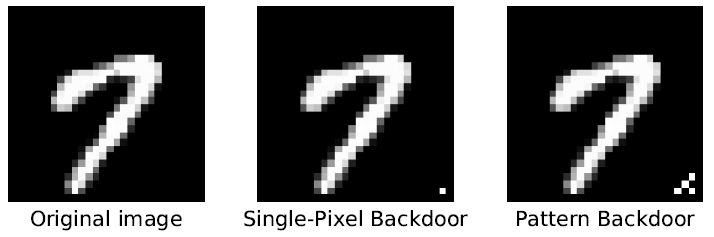 Original image
Single-Pixel Backdoor
Pattern Backdoor